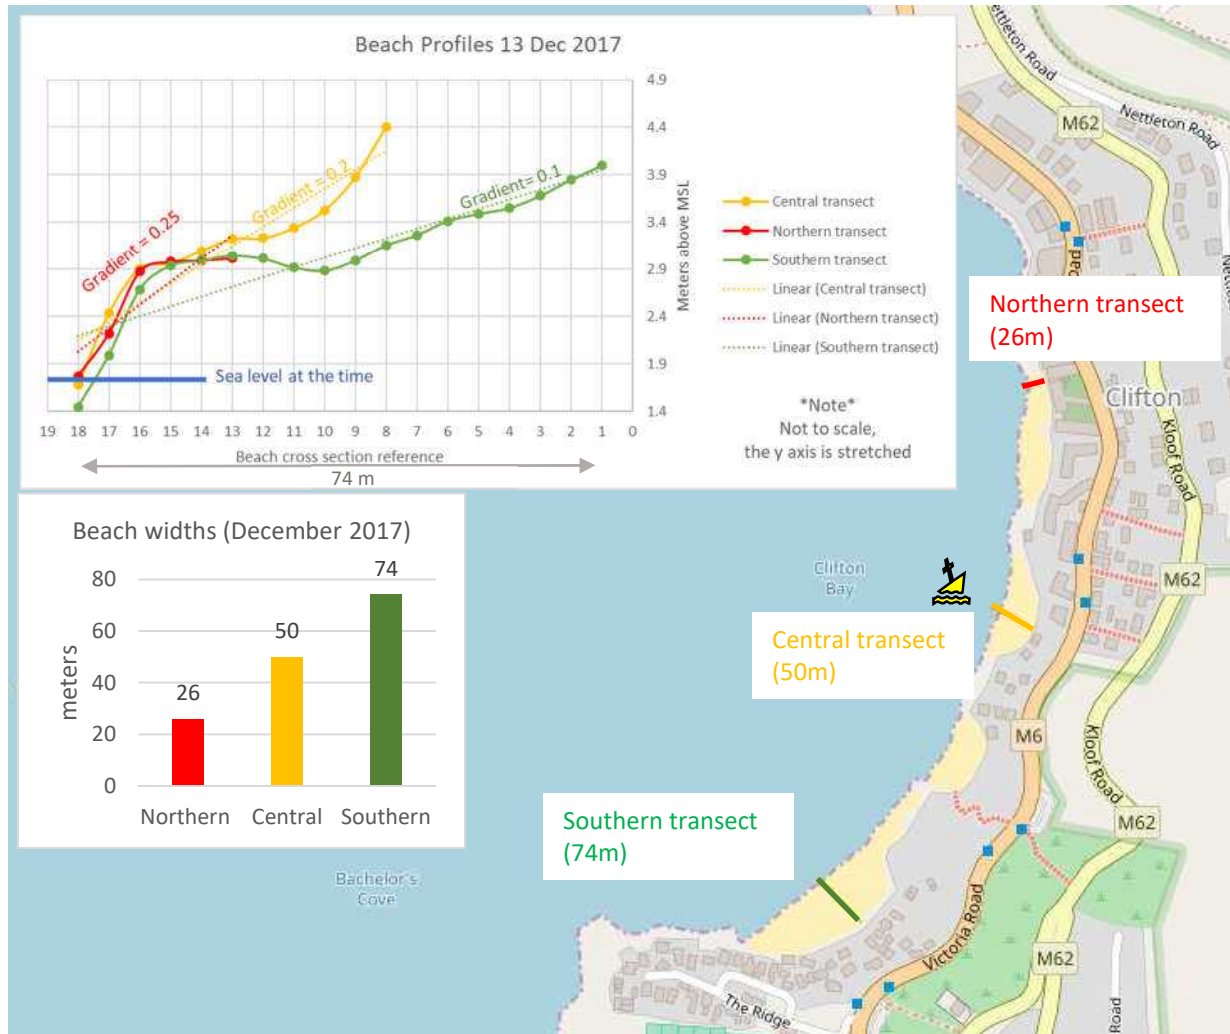 Beach Profiles 13 Dec 2017
4.9
4.4
3.9
3.4
2.9
2.4
1.9
1.4
Meters above MSL
Gradient = 0.25
Gradient = 0.2
Gradient= 0.1
Sea level at the time
19 18 17 16 15 14 13 12 11 10 9 8 7 6 5 4 3 2 1 0
Beach cross section reference
74 m
Central transect
Northern transect
Southern transect
Linear (Central transect)
Linear (Northern transect)
Linear (Southern transect)
*Note*
Not to scale,
the y axis is stretched
Beach widths (December 2017)
meters
80
60
40
20
0
26
50
74
Northern Central Southern
Northern transect
(26m)
Central transect
(50m)
Southern transect
(74m)
Nettleton Road
Nettleton Road
M62
Clifton
Kloof Road
M62
Clifton
Bay
M6
Kloof Road
M62
Bachelor's
Cove
Victoria Road
M62
The Ridge
Road